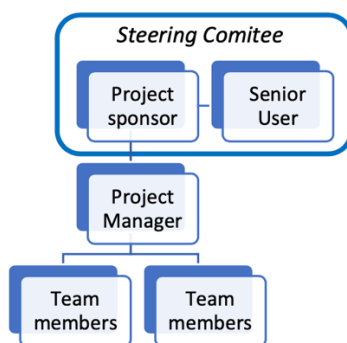 Steering Comitee
Project
sponsor
Senior
User
Project
Manager
Team
members
Team
members